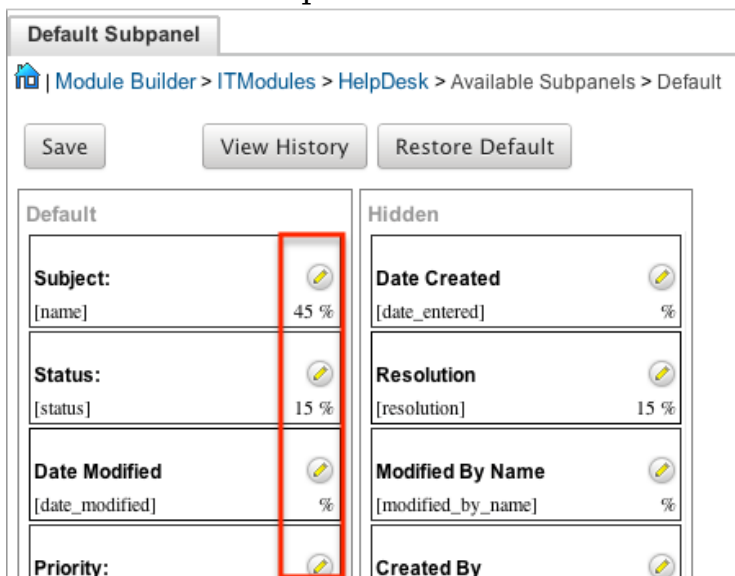 Default Subpanel
| Module Builder > ITModules > HelpDesk > Available Subpanels > Default
Save View History Restore Default
Default
Subject:
[name] 45 %
Status:
[status] 15 %
Date Modified
[date_modified] %
Priority:
Hidden
Date Created
[date_entered] %
Resolution
[resolution] 15 %
Modified By Name
[modified_by_name] %
Created By